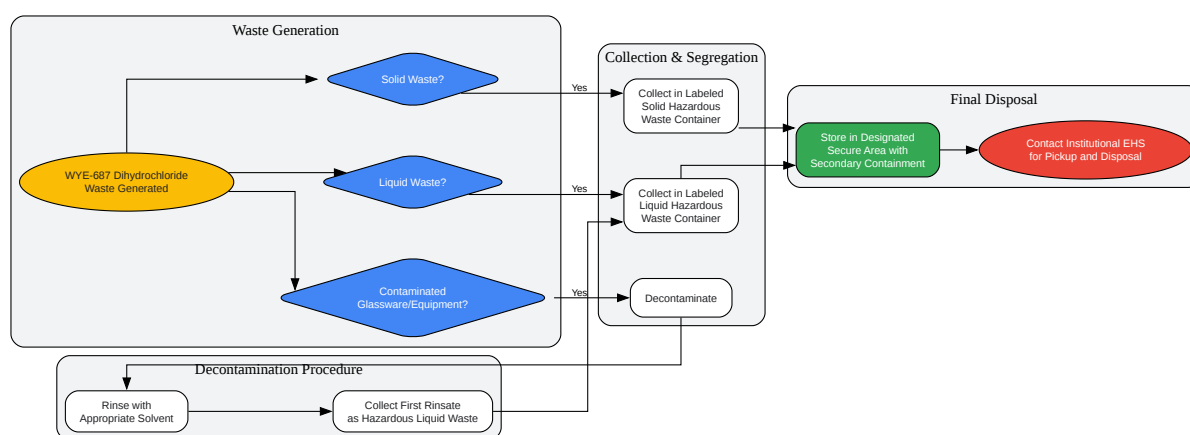 Waste Generation
Solid Waste?
WYE-687 Dihydrochloride
Waste Generated
Liquid Waste?
Contaminated
Glassware/Equipment?
Yes
Yes
Yes
Collection & Segregation
Collect in Labeled
Solid Hazardous
Waste Container
Collect in Labeled
Liquid Hazardous
Waste Container
Decontaminate
Final Disposal
Store in Designated
Secure Area with
Secondary Containment
Contact Institutional EHS
for Pickup and Disposal
Decontamination Procedure
Rinse with
Appropriate Solvent
Collect First Rinsate
as Hazardous Liquid Waste